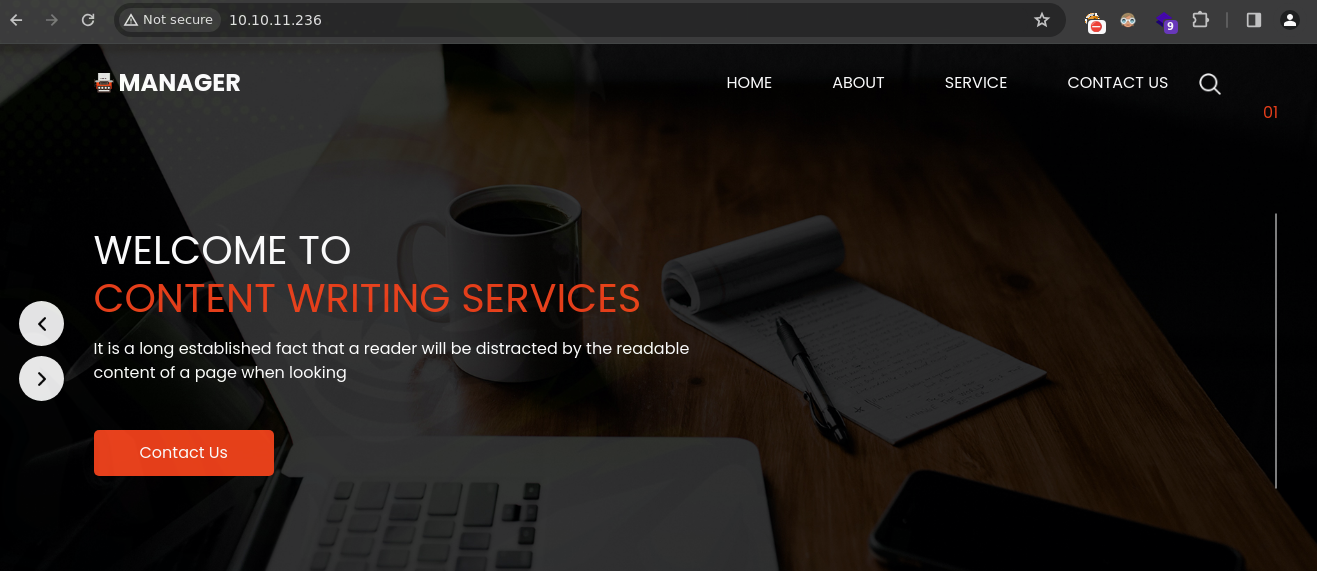 Not secure 10.10.11.236
9
MANAGER HOME ABOUT SERVICE CONTACT US
01
WELCOME TO
CONTENT WRITING SERVICES
It is a long established fact that a reader will be distracted by the readable
content of a page when looking
Contact Us